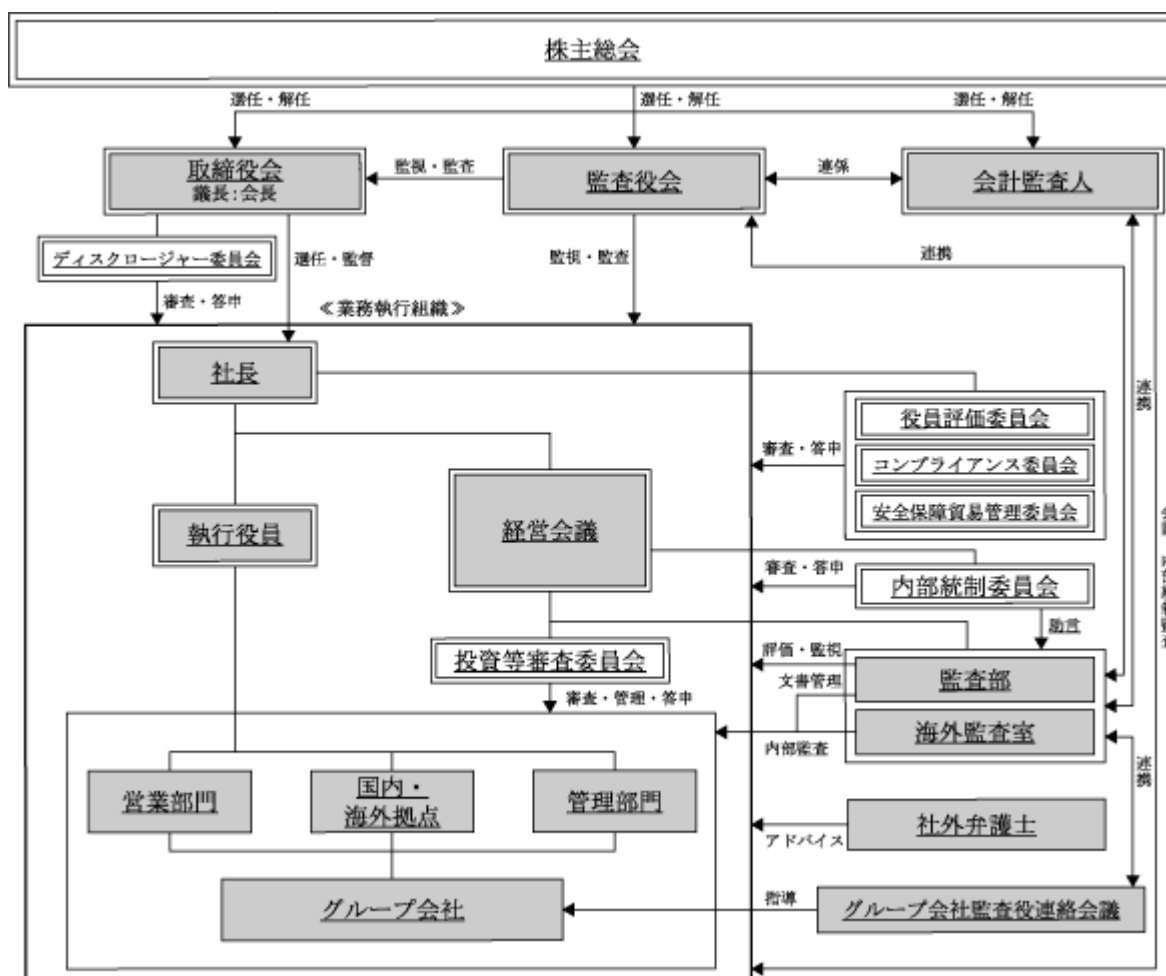 株主総会
選任・解任
選任・解任
選任・解任
取締役会
議長:会長
監視・監査
監査役会
連係
会計監査人
ディスクロージャー委員会
選任・監督
監視・監査
連携
審査・答申
≪業務執行組織≫
社長
連携
役員評価委員会
審査・答申
コンプライアンス委員会
安全保障貿易管理委員会
執行役員
経営会議
審査・答申
内部統制委員会
助言
投資等審査委員会
評価・監視
監査部
文書管理
審査・管理・答申
海外監査室
内部監査
連携
営業部門
国内・
海外拠点
管理部門
社外弁護士
アドバイス
グループ会社
指導
グループ会社監査役連絡会議